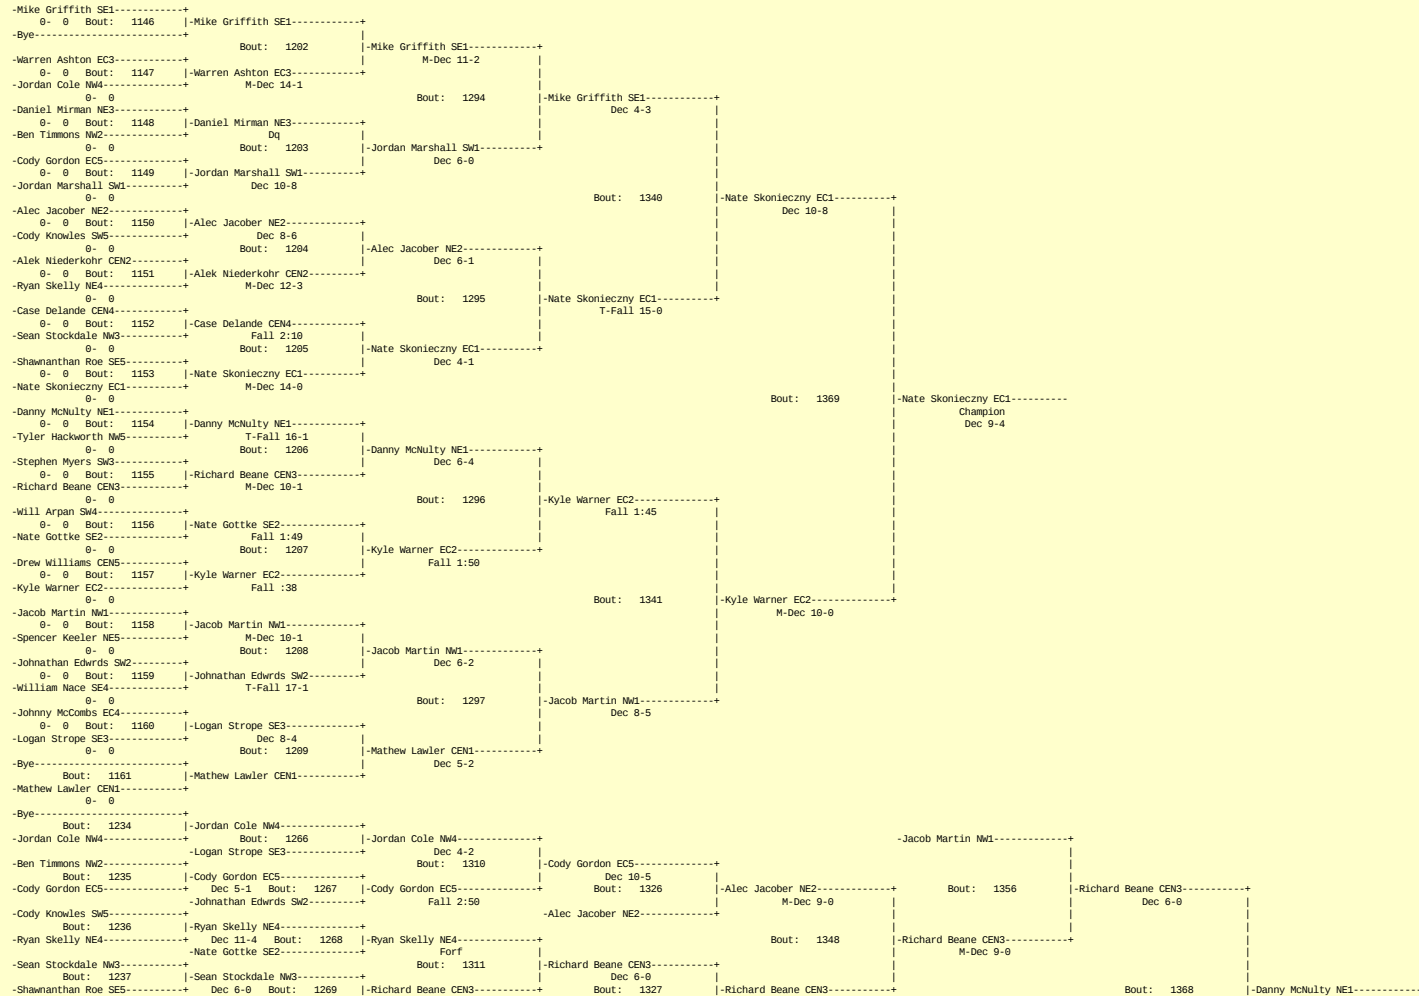 -Mike Griffith SE1-----------+
0- 0 Bout: 1146 |-Mike Griffith SE1-----------+
-Bye--------------------------+ |
Bout: 1202 |-Mike Griffith SE1-----------+
-Warren Ashton EC3-----------+ | M-Dec 11-2 |
0- 0 Bout: 1147 |-Warren Ashton EC3-----------+ |
-Jordan Cole NW4-------------+ M-Dec 14-1 |
0- 0 Bout: 1294 |-Mike Griffith SE1-----------+
-Daniel Mirman NE3-----------+ | Dec 4-3 |
0- 0 Bout: 1148 |-Daniel Mirman NE3-----------+ | |
-Ben Timmons NW2-------------+ Dq | | |
0- 0 Bout: 1203 |-Jordan Marshall SW1---------+ |
-Cody Gordon EC5-------------+ | Dec 6-0 |
0- 0 Bout: 1149 |-Jordan Marshall SW1---------+ |
-Jordan Marshall SW1---------+ Dec 10-8 |
0- 0 Bout: 1340 |-Nate Skonieczny EC1---------+
-Alec Jacober NE2------------+ | Dec 10-8 |
0- 0 Bout: 1150 |-Alec Jacober NE2------------+ | |
-Cody Knowles SW5------------+ Dec 8-6 | | |
0- 0 Bout: 1204 |-Alec Jacober NE2------------+ | |
-Alek Niederkohr CEN2--------+ | Dec 6-1 | | |
0- 0 Bout: 1151 |-Alek Niederkohr CEN2--------+ | | |
-Ryan Skelly NE4-------------+ M-Dec 12-3 | | |
0- 0 Bout: 1295 |-Nate Skonieczny EC1---------+ |
-Case Delande CEN4-----------+ | T-Fall 15-0 |
0- 0 Bout: 1152 |-Case Delande CEN4-----------+ | |
-Sean Stockdale NW3----------+ Fall 2:10 | | |
0- 0 Bout: 1205 |-Nate Skonieczny EC1---------+ |
-Shawnanthan Roe SE5---------+ | Dec 4-1 |
0- 0 Bout: 1153 |-Nate Skonieczny EC1---------+ |
-Nate Skonieczny EC1---------+ M-Dec 14-0 |
0- 0 Bout: 1369 |-Nate Skonieczny EC1----------
-Danny McNulty NE1-----------+ | Champion
0- 0 Bout: 1154 |-Danny McNulty NE1-----------+ | Dec 9-4
-Tyler Hackworth NW5---------+ T-Fall 16-1 | |
0- 0 Bout: 1206 |-Danny McNulty NE1-----------+ |
-Stephen Myers SW3-----------+ | Dec 6-4 | |
0- 0 Bout: 1155 |-Richard Beane CEN3----------+ | |
-Richard Beane CEN3----------+ M-Dec 10-1 | |
0- 0 Bout: 1296 |-Kyle Warner EC2-------------+ |
-Will Arpan SW4--------------+ | Fall 1:45 | |
0- 0 Bout: 1156 |-Nate Gottke SE2-------------+ | | |
-Nate Gottke SE2-------------+ Fall 1:49 | | | |
0- 0 Bout: 1207 |-Kyle Warner EC2-------------+ | |
-Drew Williams CEN5----------+ | Fall 1:50 | |
0- 0 Bout: 1157 |-Kyle Warner EC2-------------+ | |
-Kyle Warner EC2-------------+ Fall :38 | |
0- 0 Bout: 1341 |-Kyle Warner EC2-------------+
-Jacob Martin NW1------------+ | M-Dec 10-0
0- 0 Bout: 1158 |-Jacob Martin NW1------------+ |
-Spencer Keeler NE5----------+ M-Dec 10-1 | |
0- 0 Bout: 1208 |-Jacob Martin NW1------------+ |
-Johnathan Edwrds SW2--------+ | Dec 6-2 | |
0- 0 Bout: 1159 |-Johnathan Edwrds SW2--------+ | |
-William Nace SE4------------+ T-Fall 17-1 | |
0- 0 Bout: 1297 |-Jacob Martin NW1------------+
-Johnny McCombs EC4----------+ | Dec 8-5
0- 0 Bout: 1160 |-Logan Strope SE3------------+ |
-Logan Strope SE3------------+ Dec 8-4 | |
0- 0 Bout: 1209 |-Mathew Lawler CEN1----------+
-Bye--------------------------+ | Dec 5-2
Bout: 1161 |-Mathew Lawler CEN1----------+
-Mathew Lawler CEN1----------+
0- 0
-Bye--------------------------+
Bout: 1234 |-Jordan Cole NW4-------------+
-Jordan Cole NW4-------------+ Bout: 1266 |-Jordan Cole NW4-------------+ -Jacob Martin NW1------------+
-Logan Strope SE3------------+ Dec 4-2 | |
-Ben Timmons NW2-------------+ Bout: 1310 |-Cody Gordon EC5-------------+ |
Bout: 1235 |-Cody Gordon EC5-------------+ | Dec 10-5 | |
-Cody Gordon EC5-------------+ Dec 5-1 Bout: 1267 |-Cody Gordon EC5-------------+ Bout: 1326 |-Alec Jacober NE2------------+ Bout: 1356 |-Richard Beane CEN3----------+
-Johnathan Edwrds SW2--------+ Fall 2:50 | M-Dec 9-0 | | Dec 6-0 |
-Cody Knowles SW5------------+ -Alec Jacober NE2------------+ | | |
Bout: 1236 |-Ryan Skelly NE4-------------+ | | |
-Ryan Skelly NE4-------------+ Dec 11-4 Bout: 1268 |-Ryan Skelly NE4-------------+ Bout: 1348 |-Richard Beane CEN3----------+ |
-Nate Gottke SE2-------------+ Forf | | M-Dec 9-0 |
-Sean Stockdale NW3----------+ Bout: 1311 |-Richard Beane CEN3----------+ | |
Bout: 1237 |-Sean Stockdale NW3----------+ | Dec 6-0 | | |
-Shawnanthan Roe SE5---------+ Dec 6-0 Bout: 1269 |-Richard Beane CEN3----------+ Bout: 1327 |-Richard Beane CEN3----------+ Bout: 1368 |-Danny McNulty NE1-----------